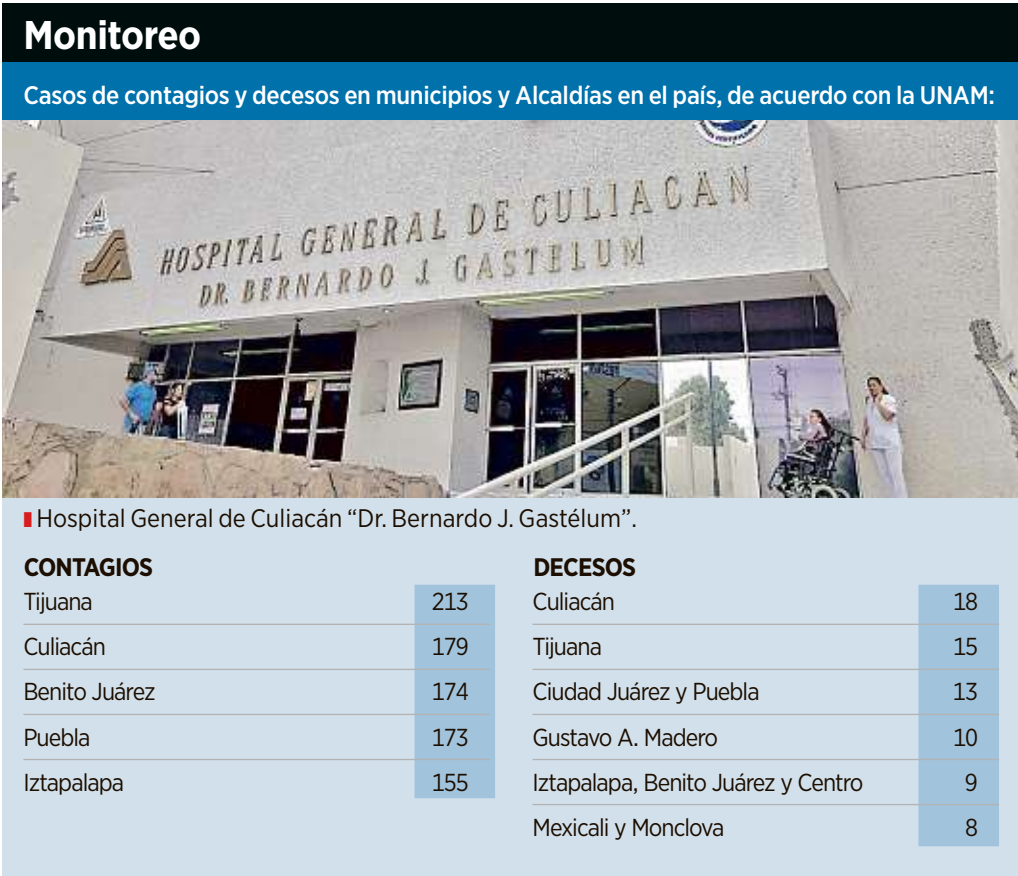 Monitoreo
Casos de contagios y decesos en municipios y Alcaldías en el país, de acuerdo con la UNAM:
HOSPITAL GENERAL DE CULIACAN
DR. BERNARDO J. GASTELUM
Hospital General de Culiacán “Dr. Bernardo J. Gastélum”.
CONTAGIOS
Tijuana 213
Culiacán 179
Benito Juárez 174
Puebla 173
Iztapalapa 155
DECESOS
Culiacán 18
Tijuana 15
Ciudad Juárez y Puebla 13
Gustavo A. Madero 10
Iztapalapa, Benito Juárez y Centro 9
Mexicali y Monclova 8